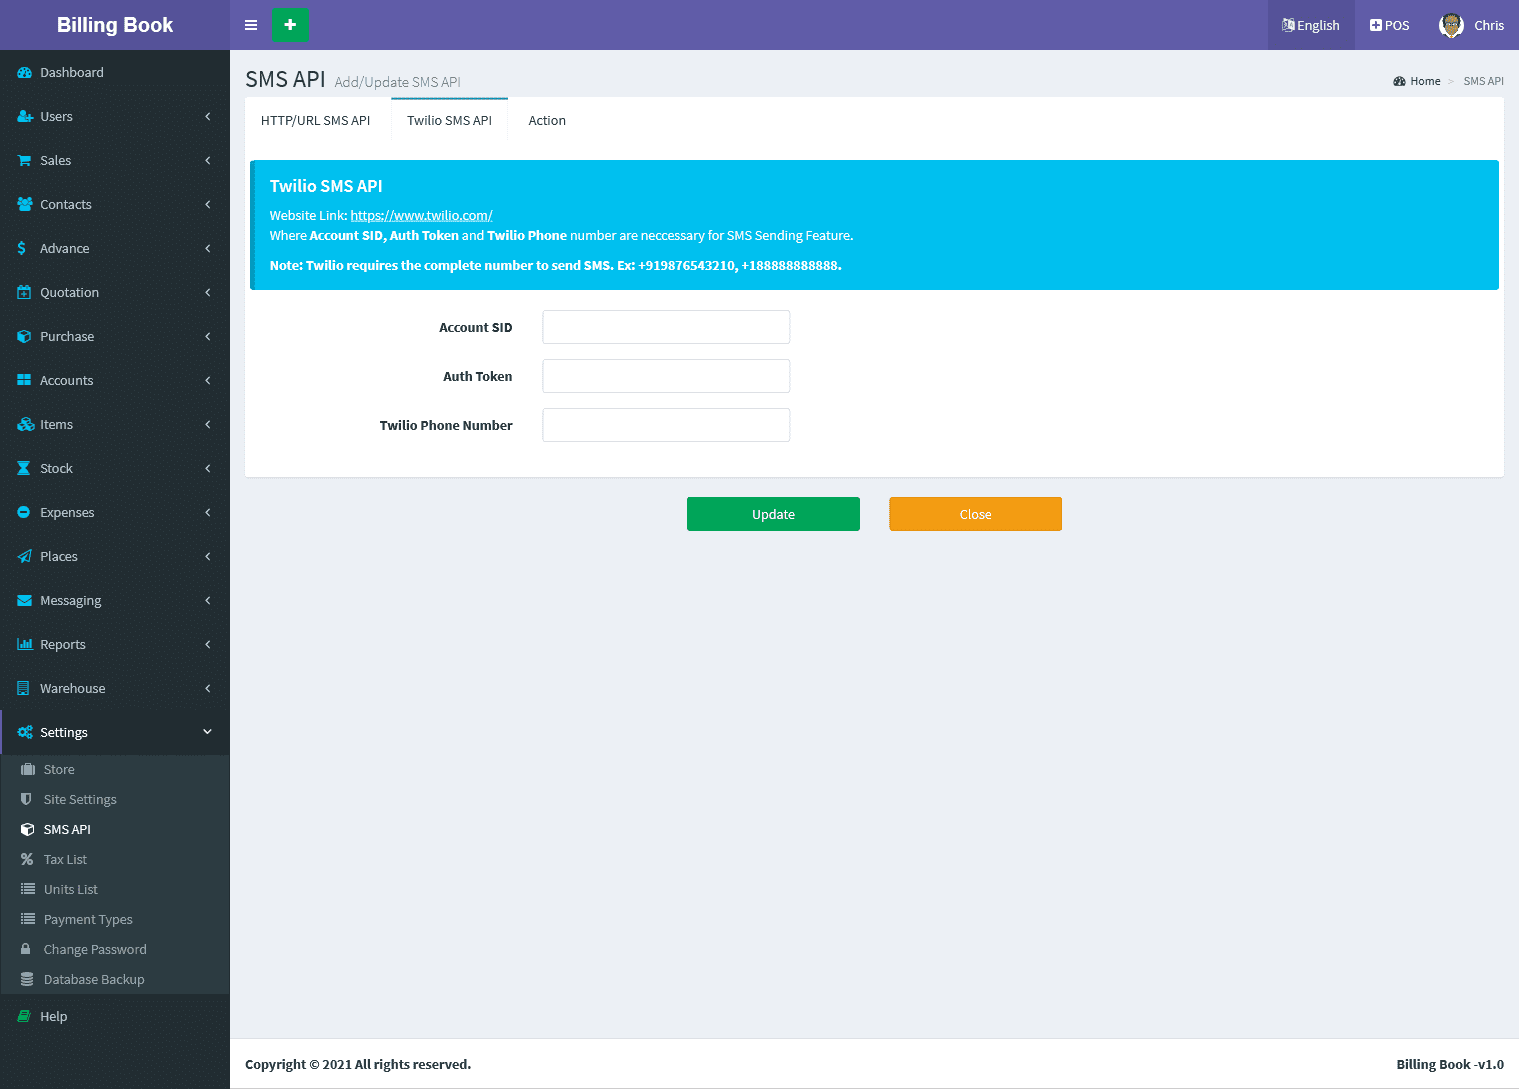 Billing Book
English
POS
Chris
Dashboard
Users
Sales
Contacts
Advance
Quotation
Purchase
Accounts
Items
Stock
Expenses
Places
Messaging
Reports
Warehouse
Settings
Store
Site Settings
SMS API
Tax List
Units List
Payment Types
Change Password
Database Backup
Help
SMS API Add/Update SMS API
Home > SMS API
HTTP/URL SMS API
Twilio SMS API
Action
Twilio SMS API
Website Link: https://www.twilio.com/
Where Account SID, Auth Token and Twilio Phone number are neccessary for SMS Sending Feature.
Note: Twilio requires the complete number to send SMS. Ex: +919876543210, +188888888888.
Account SID
Auth Token
Twilio Phone Number
Update
Close
Copyright © 2021 All rights reserved.
Billing Book -v1.0